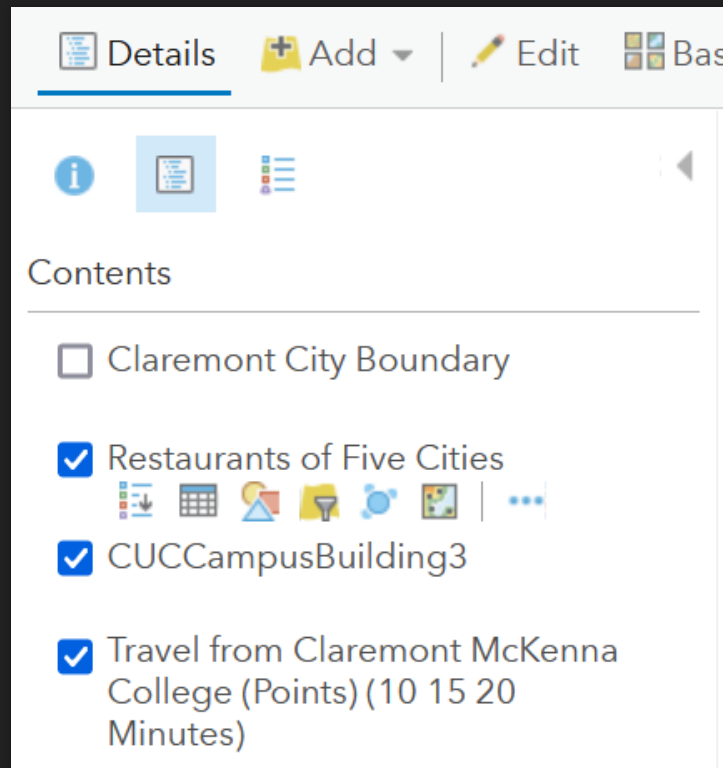 Details Add Edit Bas
Contents
Claremont City Boundary
Restaurants of Five Cities
CUCCampusBuilding3
Travel from Claremont McKenna
College (Points) (10 15 20
Minutes)